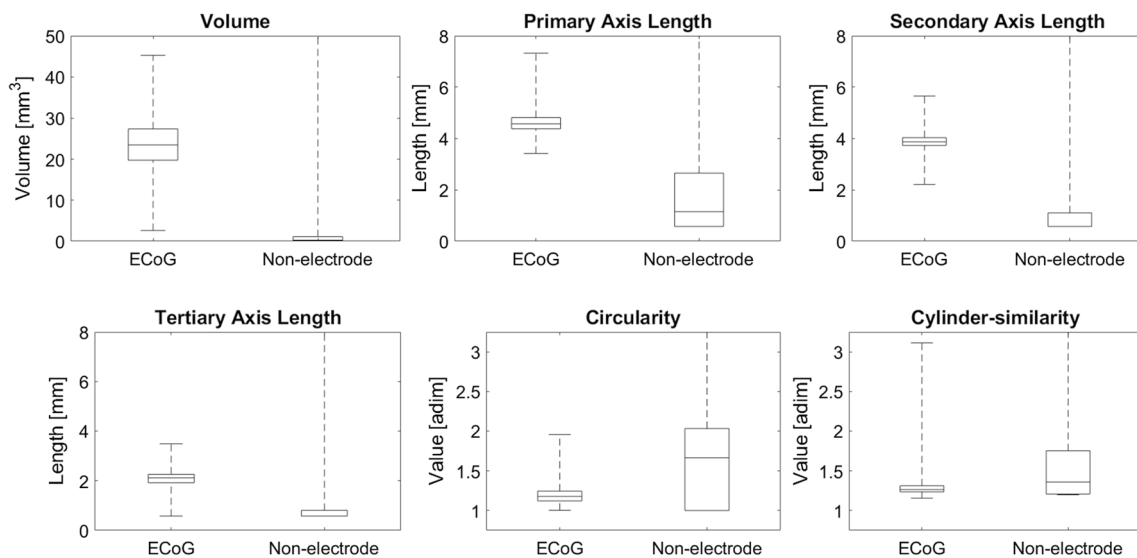 Volume
Volume [mm³]
50
40
30
20
10
0
ECoG
Non-electrode
Primary Axis Length
Length [mm]
8
6
4
2
0
ECoG
Non-electrode
Secondary Axis Length
Length [mm]
8
6
4
2
0
ECoG
Non-electrode
Tertiary Axis Length
Length [mm]
8
6
4
2
0
ECoG
Non-electrode
Circularity
Value [adim]
3
2.5
2
1.5
1
ECoG
Non-electrode
Cylinder-similarity
Value [adim]
3
2.5
2
1.5
1
ECoG
Non-electrode